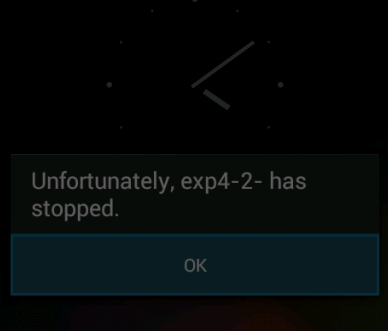 Unfortunately, exp4-2- has
stopped.
OK